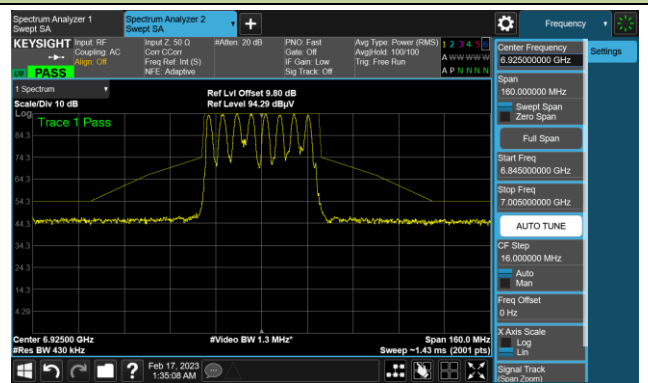 Spectrum Analyzer 1
Swept SA
Spectrum Analyzer 2
Swept SA
Frequency
KEYSIGHT
Input: RF
Coupling: AC
Align: Off
Input Z: 50 Ω
Corr CCorr
Freq Ref: Int (S)
NFE: Adaptive
#Atten: 20 dB
PNO: Fast
Gate: Off
IF Gain: Low
Sig Track: Off
Avg Type: Power (RMS)
Avg|Hold: 100/100
Trig: Free Run
1 2 3 4 5 6
A W W W W W
A P N N N N
PASS
1 Spectrum
Scale/Div 10 dB
Ref Lvl Offset 9.80 dB
Ref Level 94.29 dBµV
Log
Trace 1 Pass
84.3
74.3
64.3
54.3
44.3
34.3
24.3
14.3
4.29
Center 6.92500 GHz
#Res BW 430 kHz
#Video BW 1.3 MHz*
Span 160.0 MHz
Sweep ~1.43 ms (2001 pts)
Center Frequency
6.925000000 GHz
Settings
Span
160.000000 MHz
Swept Span
Zero Span
Full Span
Start Freq
6.845000000 GHz
Stop Freq
7.005000000 GHz
AUTO TUNE
CF Step
16.000000 MHz
Auto
Man
Freq Offset
0 Hz
X Axis Scale
Log
Lin
Signal Track
(Span Zoom)
Feb 17, 2023
1:35:08 AM